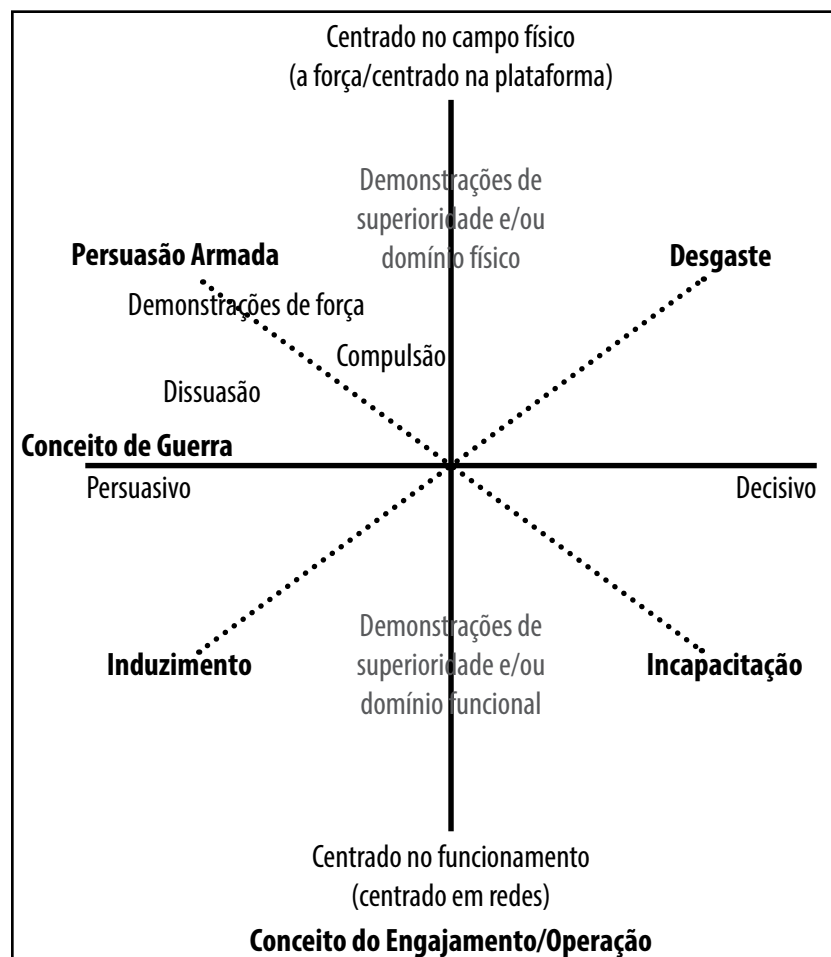 Centrado no campo físico
(a força/centrado na plataforma)
Demonstrações de
superioridade e/ou
domínio físico
Persuasão Armada
Desgaste
Demonstrações de força
Compulsão
Dissuasão
Conceito de Guerra
Persuasivo
Decisivo
Demonstrações de
superioridade e/ou
domínio funcional
Induzimento
Incapacitação
Centrado no funcionamento
(centrado em redes)
Conceito do Engajamento/Operação